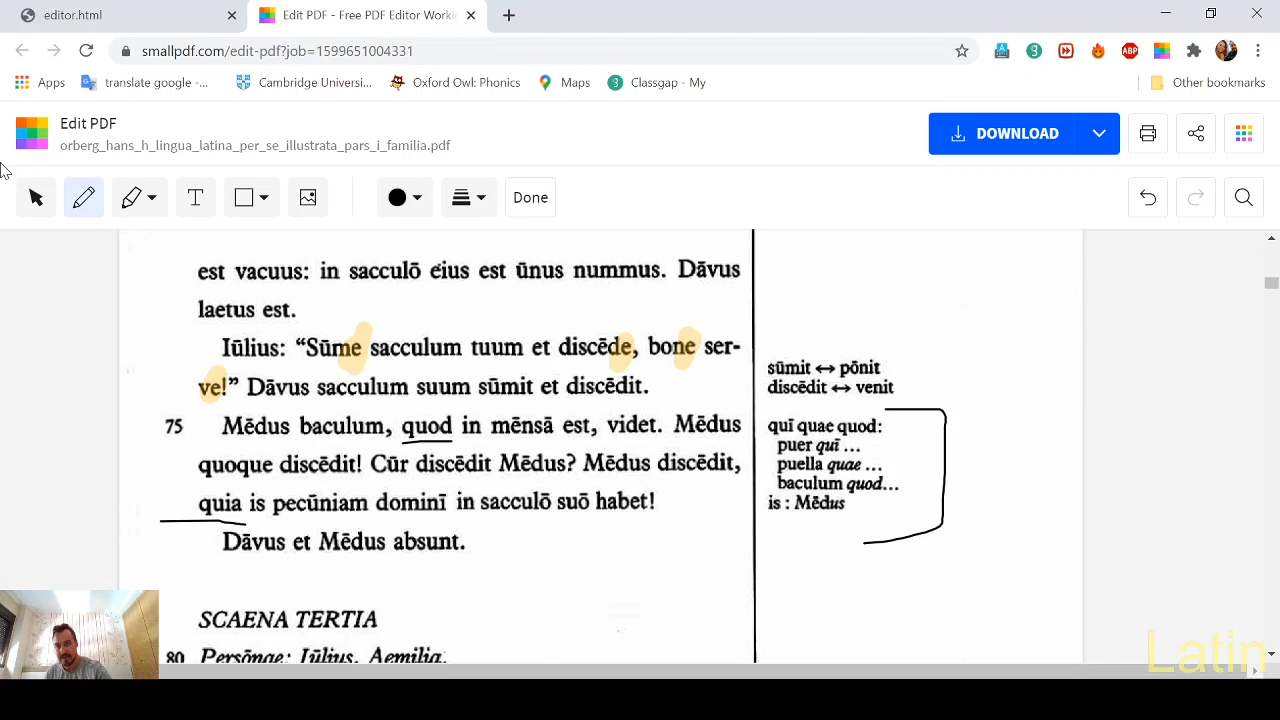 editor.html
Edit PDF - Free PDF Editor Worki
smallpdf.com/edit-pdf?job=1599651004331
Apps
translate google -...
Cambridge Universi...
Oxford Owl: Phonics
Maps
Classgap - My
Other bookmarks
Edit PDF
orberg_hans_h_lingua_latina_per_se_illustrata_pars_i_familia.pdf
DOWNLOAD
Done
est vacuus: in sacculō eius est ūnus nummus. Dāvus
laetus est.
Iūlius: “Sūme sacculum tuum et discēde, bone ser-
ve!” Dāvus sacculum suum sūmit et discēdit.
75 Mēdus baculum, quod in mēnsā est, videt. Mēdus
quoque discēdit! Cūr discēdit Mēdus? Mēdus discēdit,
quia is pecūniam dominī in sacculō suō habet!
Dāvus et Mēdus absunt.
SCAENA TERTIA
80 Persōnae: Iūlius, Aemilia.
sūmit ↔ pōnit
discēdit ↔ venit
quī quae quod:
puer quī ...
puella quae ...
baculum quod...
is : Mēdus
Latin